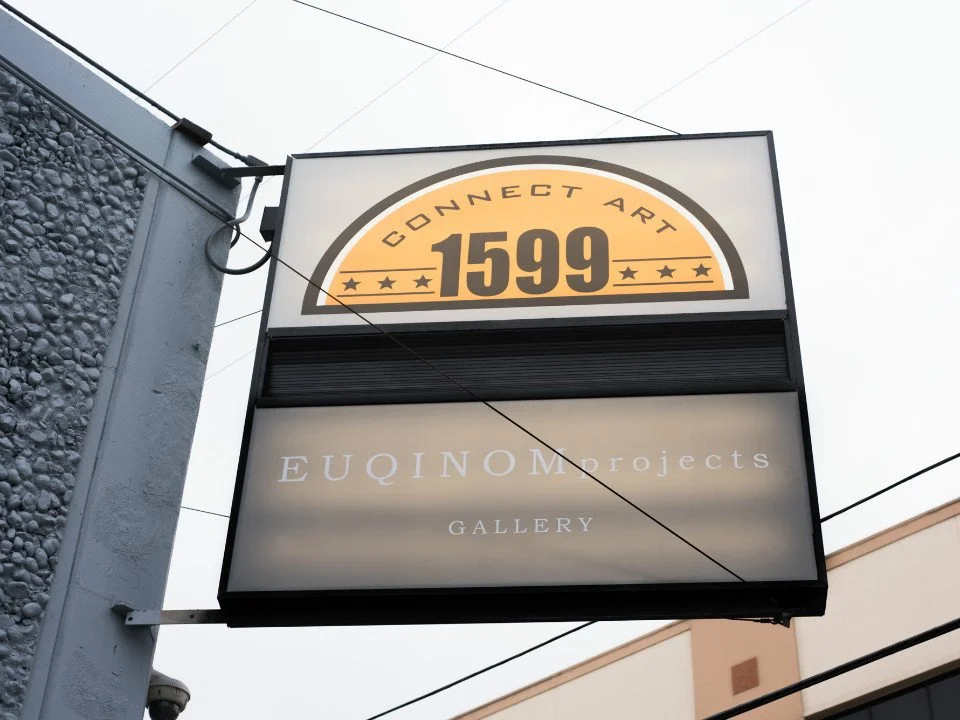 CONNECT ART
1599
EUQINOMprojects
GALLERY